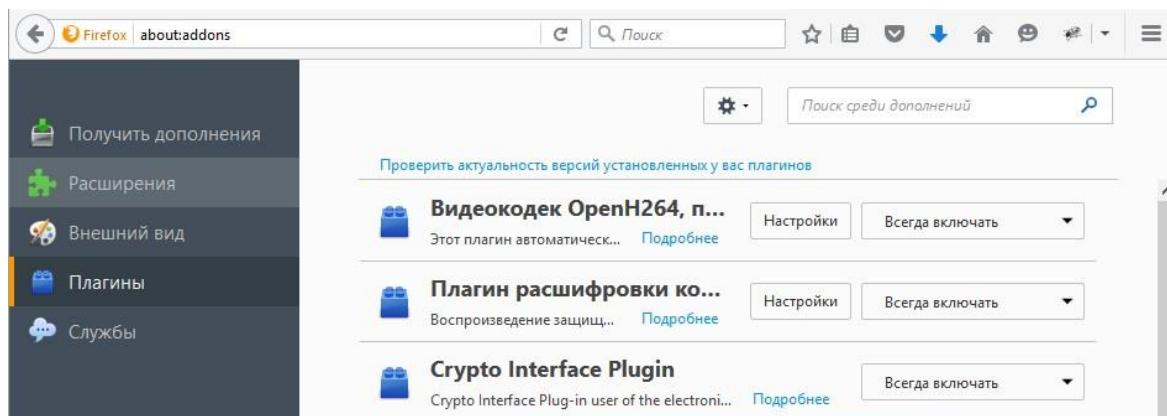 Firefox about:addons Поиск
Поиск среди дополнений
Получить дополнения
Расширения
Внешний вид
Плагины
Службы
Проверить актуальность версий установленных у вас плагинов
Видеокодек OpenH264, п...
Этот плагин автоматическ... Подробнее
Настройки Всегда включать
Плагин расшифровки ко...
Воспроизведение защищ... Подробнее
Настройки Всегда включать
Crypto Interface Plugin
Crypto Interface Plug-in user of the electroni... Подробнее
Всегда включать